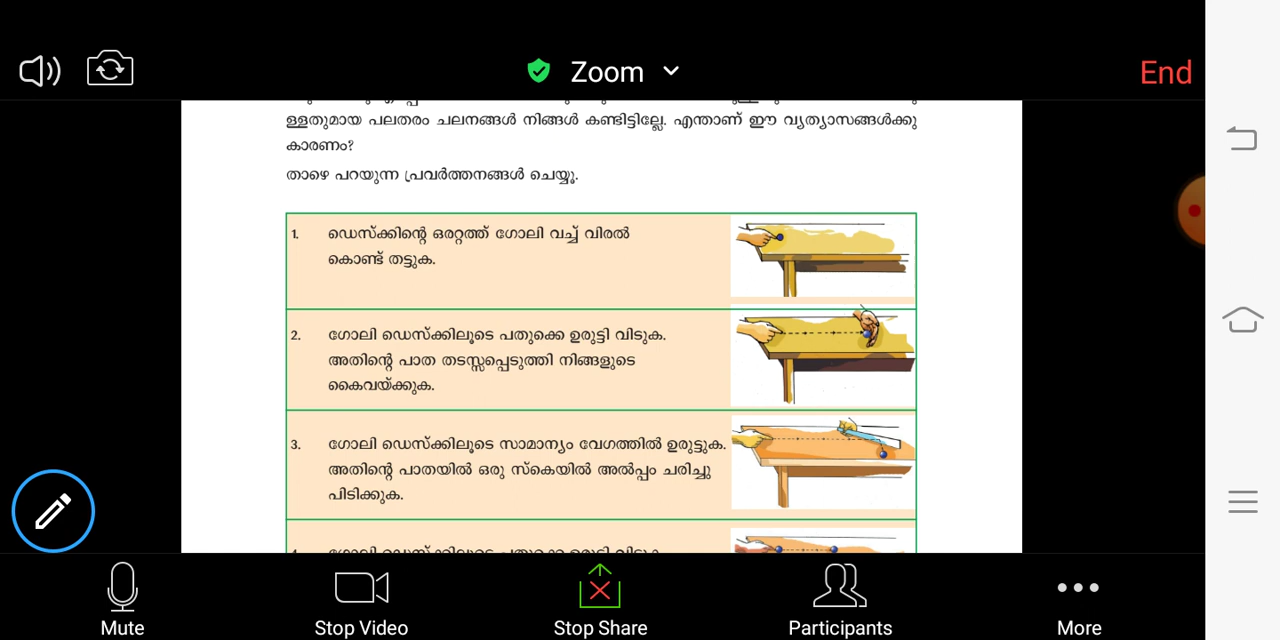 Zoom
End
ള്ളതുമായ പലതരം ചലനങ്ങൾ നിങ്ങൾ കണ്ടിട്ടില്ലേ. എന്താണ് ഈ വ്യത്യാസങ്ങൾക്കു
കാരണം?
താഴെ പറയുന്ന പ്രവർത്തനങ്ങൾ ചെയ്യൂ.
1. ഡെസ്ക്കിന്റെ ഒരറ്റത്ത് ഗോലി വച്ച് വിരൽ
കൊണ്ട് തട്ടുക.
2. ഗോലി ഡെസ്ക്കിലൂടെ പതുക്കെ ഉരുട്ടി വിടുക.
അതിന്റെ പാത തടസ്സപ്പെടുത്തി നിങ്ങളുടെ
കൈവയ്ക്കുക.
3. ഗോലി ഡെസ്ക്കിലൂടെ സാമാന്യം വേഗത്തിൽ ഉരുട്ടുക.
അതിന്റെ പാതയിൽ ഒരു സ്കെയിൽ അൽപ്പം ചരിച്ചു
പിടിക്കുക.
ഗോലി ഡെസ്ക്കിലൂടെ പതുക്കെ ഉരുട്ടി വിടുക
Mute
Stop Video
Stop Share
Participants
More